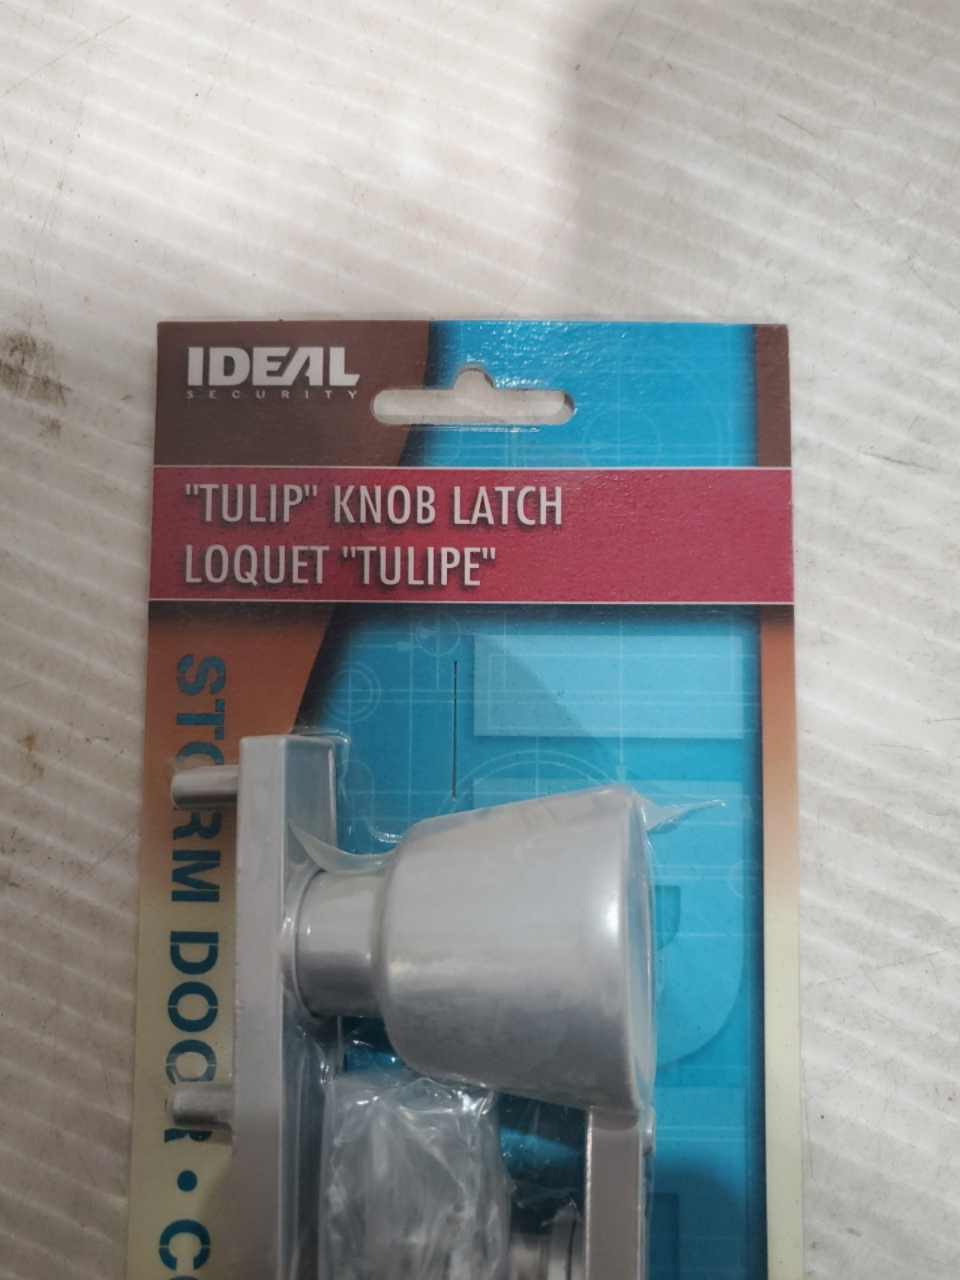 IDEAL
SECURITY
"TULIP" KNOB LATCH
LOQUET "TULIPE"
STORM DOOR •